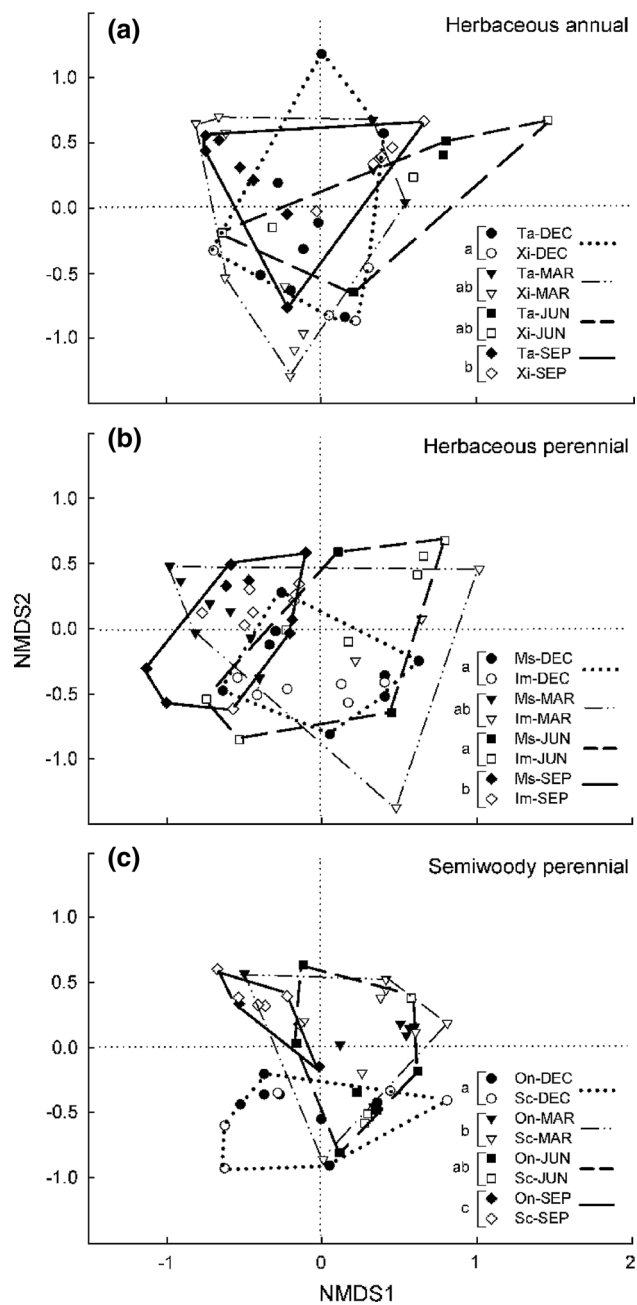 (a) Herbaceous annual
1.0
0.5
0.0
-0.5
-1.0
a Ta-DEC
Xi-DEC
ab Ta-MAR
Xi-MAR
ab Ta-JUN
Xi-JUN
b Ta-SEP
Xi-SEP
-1 0 1 2
(b) Herbaceous perennial
NMDS2
1.0
0.5
0.0
-0.5
-1.0
a Ms-DEC
Im-DEC
ab Ms-MAR
Im-MAR
a Ms-JUN
Im-JUN
b Ms-SEP
Im-SEP
(c) Semiwoody perennial
1.0
0.5
0.0
-0.5
-1.0
a On-DEC
Sc-DEC
b On-MAR
Sc-MAR
ab On-JUN
Sc-JUN
c On-SEP
Sc-SEP
-1 0 1 2
NMDS1